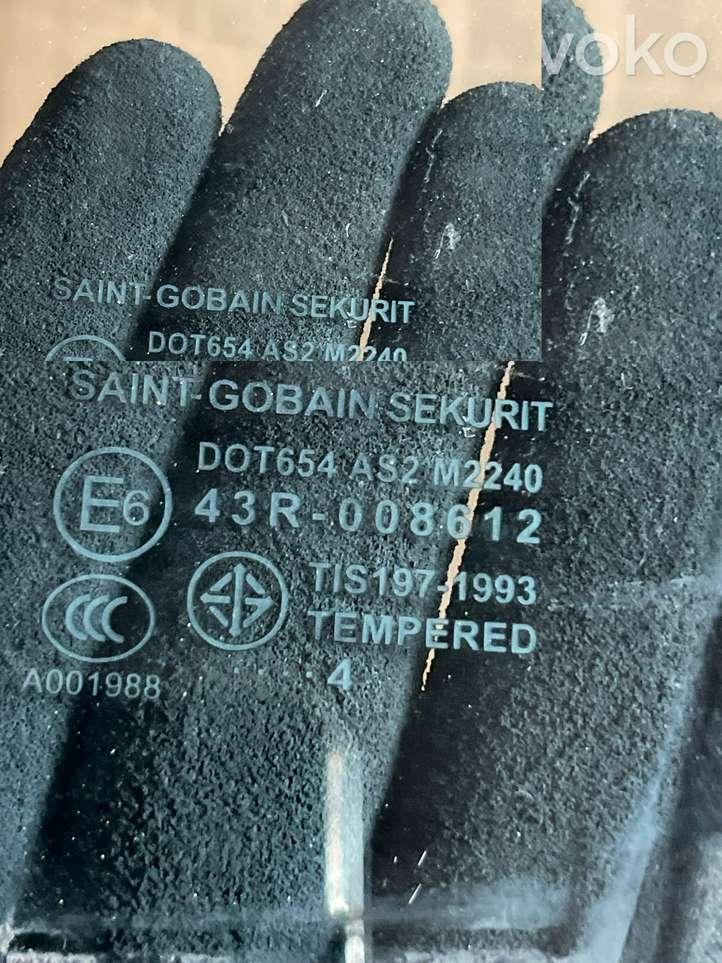 voko
SAINT-GOBAIN SEKURIT
DOT654 AS2 M2240
SAINT-GOBAIN SEKURIT
DOT654 AS2 M2240
E6 43R-008612
CCC
TIS197-1993
TEMPERED
A001988
.....4